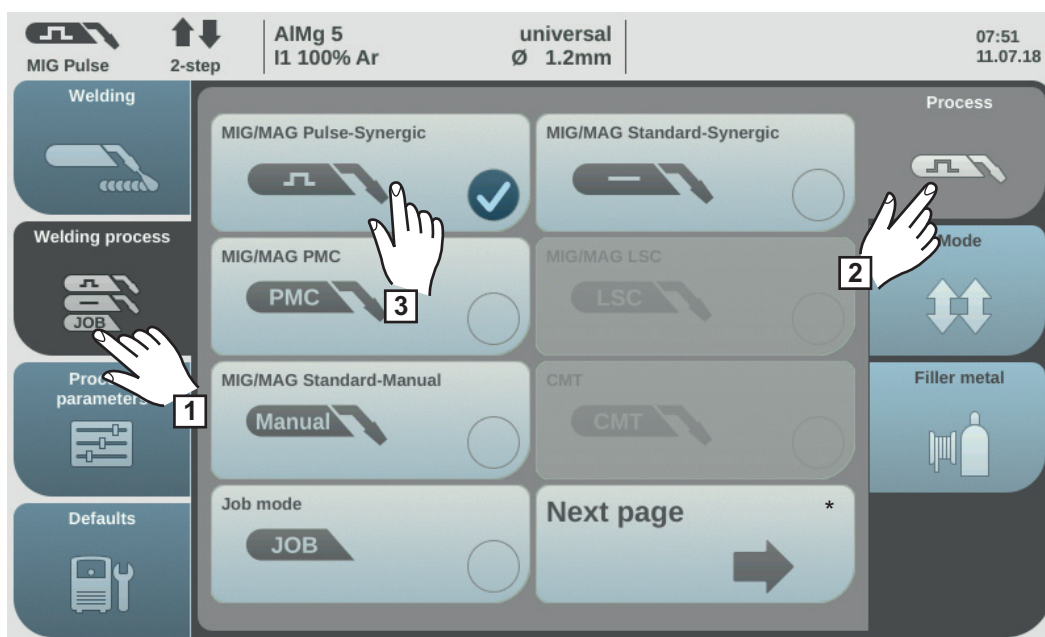 MIG Pulse
2-step
AlMg 5
I1 100% Ar
universal
Ø 1.2mm
07:51
11.07.18
Welding
Welding process
JOB
1
parameters
Defaults
MIG/MAG Pulse-Synergic
3
MIG/MAG Standard-Synergic
MIG/MAG PMC
PMC
MIG/MAG LSC
LSC
MIG/MAG Standard-Manual
Manual
CMT
CMT
Job mode
JOB
Next page *
Process
2
Mode
Filler metal